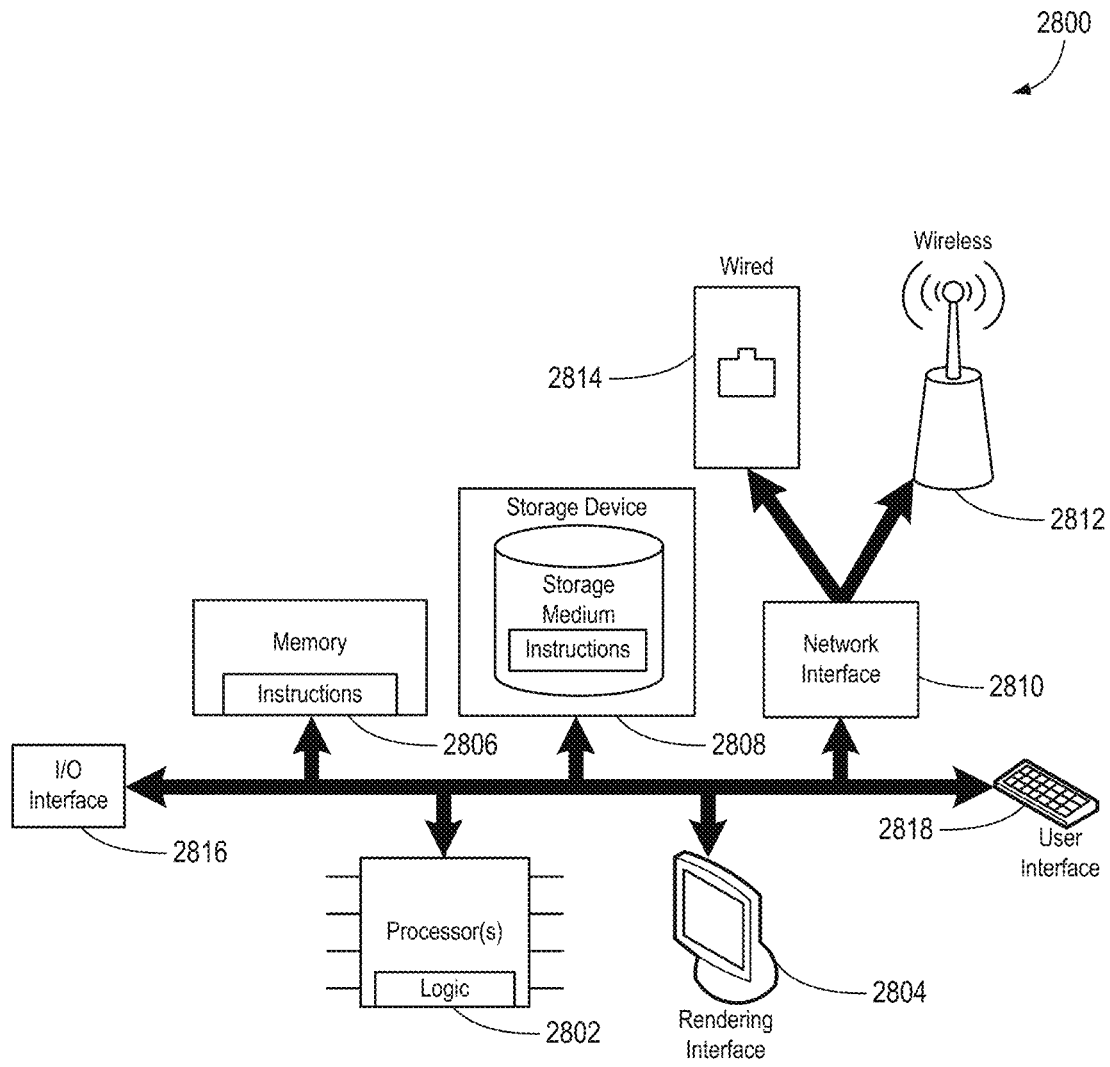 2800
Wireless
Wired
2814
2812
Storage Device
Storage
Medium
Instructions
Memory
Instructions
Network
Interface
2810
2806
2808
I/O
Interface
2816
2818
User
Interface
Processor(s)
Logic
2802
2804
Rendering
Interface